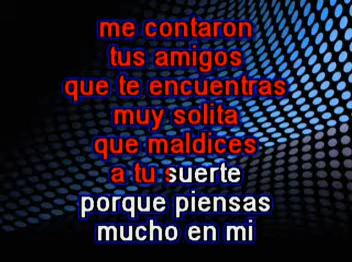 me contaron
tus amigos
que te encuentras
muy solita
que maldices
a tu suerte
porque piensas
mucho en mi